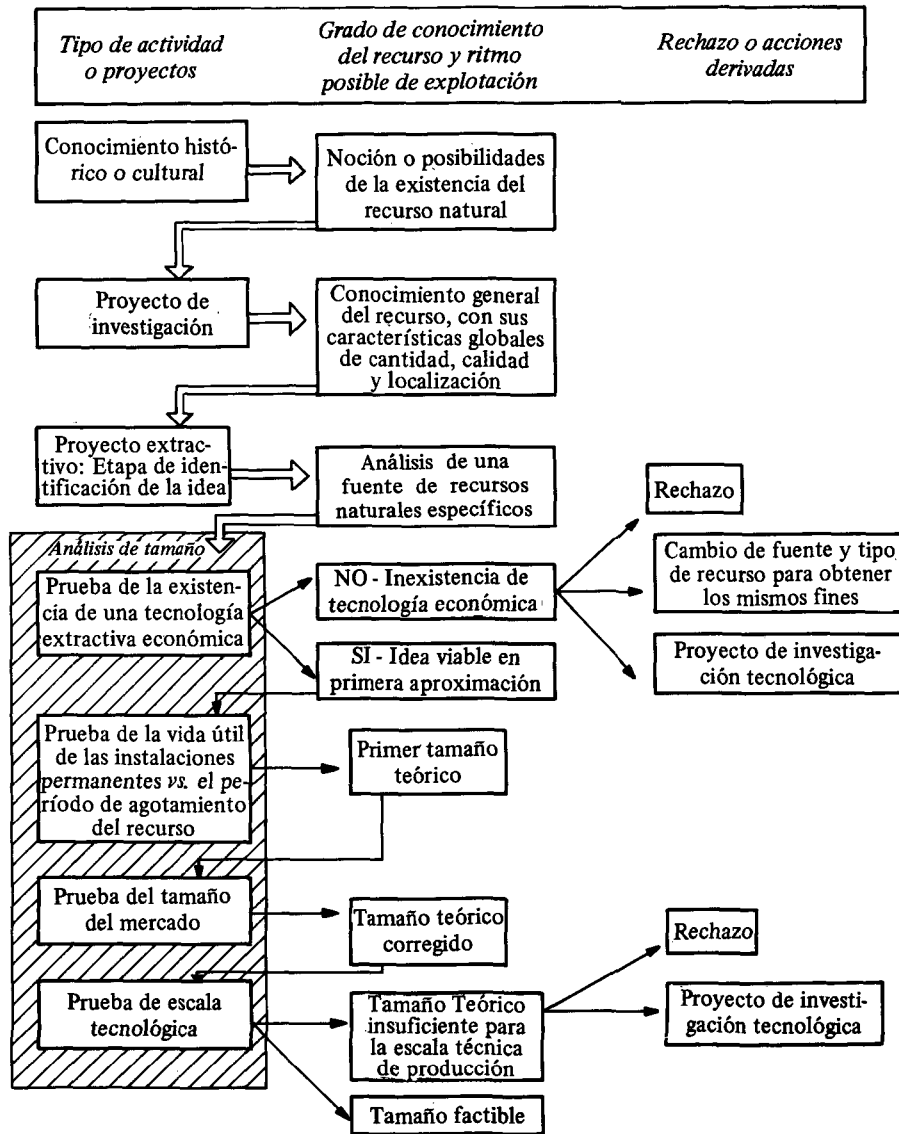 Tipo de actividad
o proyectos
Grado de conocimiento
del recurso y ritmo
posible de explotación
Rechazo o acciones
derivadas
Conocimiento histó-
rico o cultural
Noción o posibilidades
de la existencia del
recurso natural
Proyecto de
investigación
Conocimiento general
del recurso, con sus
características globales
de cantidad, calidad
y localización
Proyecto extrac-
tivo: Etapa de iden-
tificación de la idea
Análisis de una
fuente de recursos
naturales específicos
Análisis de tamaño
Prueba de la existen-
cia de una tecnología
extractiva económica
NO - Inexistencia de
tecnología económica
Rechazo
Cambio de fuente y tipo
de recurso para obtener
los mismos fines
Proyecto de investiga-
ción tecnológica
SI - Idea viable en
primera aproximación
Prueba de la vida útil
de las instalaciones
permanentes vs. el pe-
ríodo de agotamiento
del recurso
Primer tamaño
teórico
Prueba del tamaño
del mercado
Tamaño teórico
corregido
Prueba de escala
tecnológica
Tamaño Teórico
insuficiente para
la escala técnica
de producción
Rechazo
Proyecto de investi-
gación tecnológica
Tamaño factible